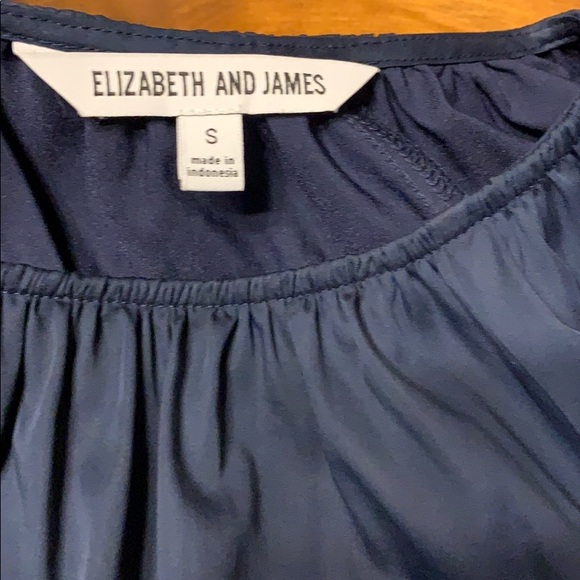 ELIZABETH AND JAMES
S
made in
indonesia